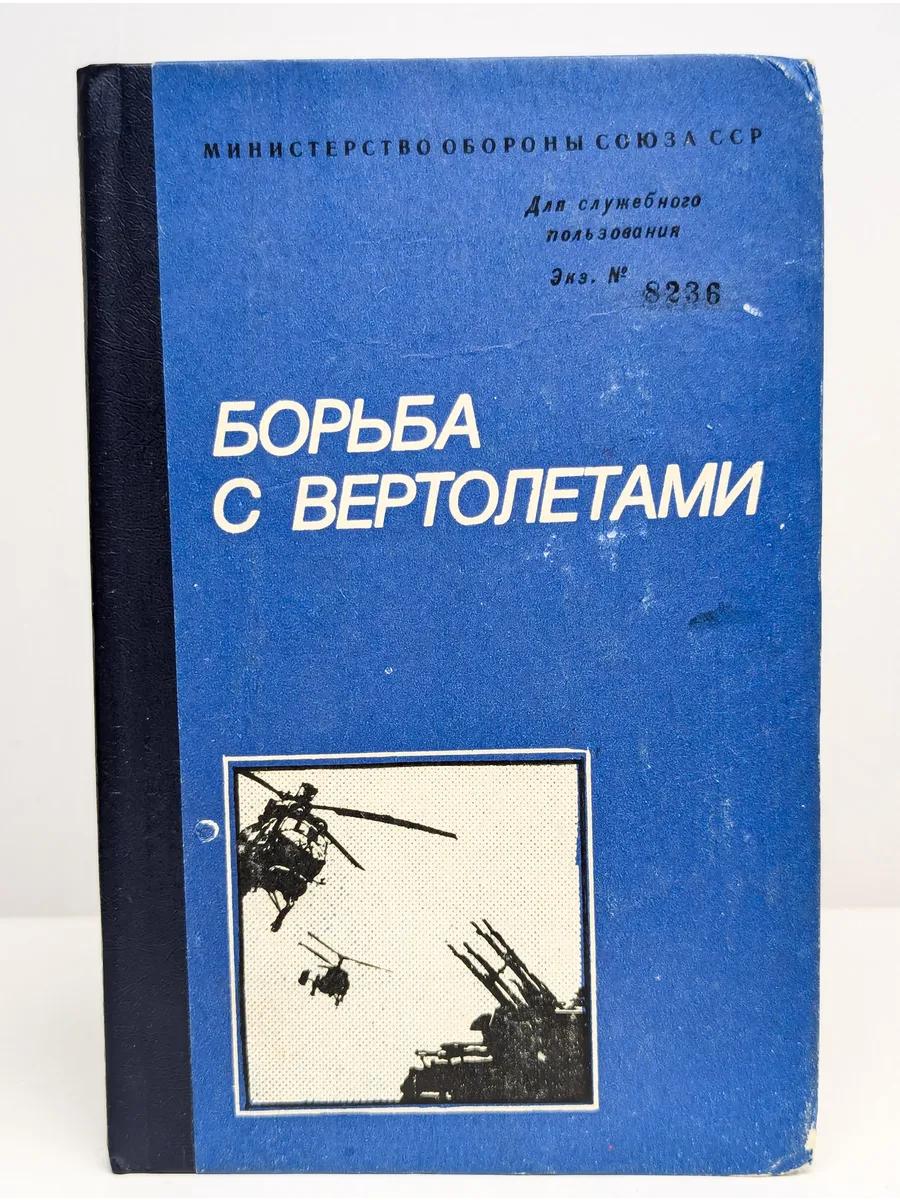 МИНИСТЕРСТВО ОБОРОНЫ СОЮЗА ССР
Для служебного
пользования
Экз. № 8236
БОРЬБА
С ВЕРТОЛЕТАМИ